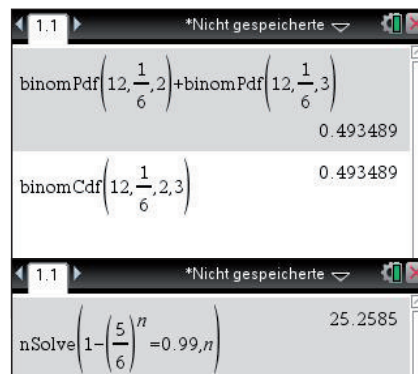 1.1 *Nicht gespeicherte
binomPdf(12,1/6,2)+binomPdf(12,1/6,3)
0.493489
binomCdf(12,1/6,2,3) 0.493489
1.1 *Nicht gespeicherte
nSolve(1-(5/6)^n=0.99,n) 25.2585